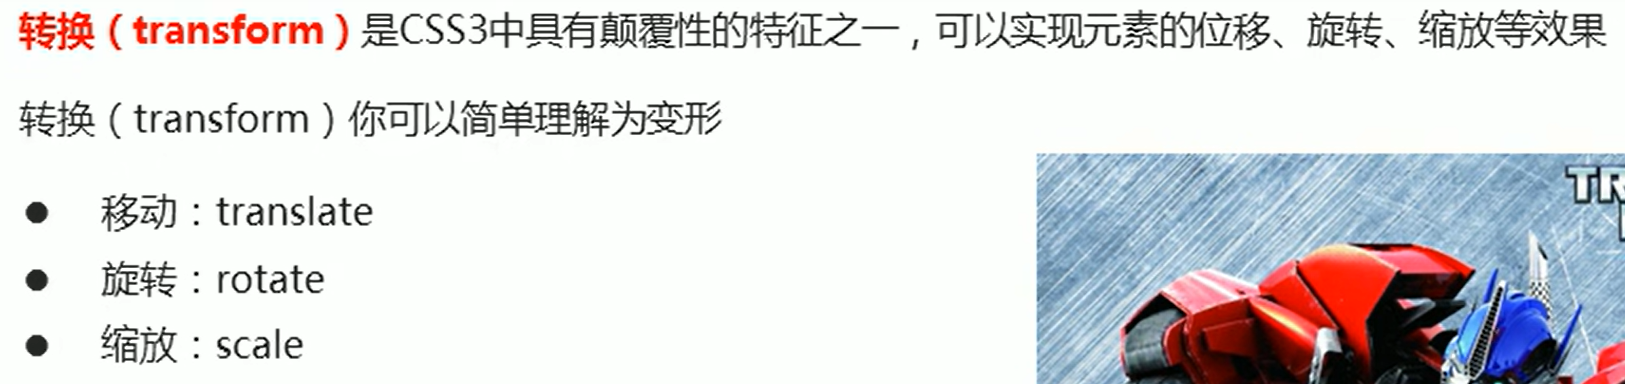 转换（transform）是CSS3中具有颠覆性的特征之一，可以实现元素的位移、旋转、缩放等效果
转换（transform）你可以简单理解为变形
● 移动：translate
● 旋转：rotate
● 缩放：scale